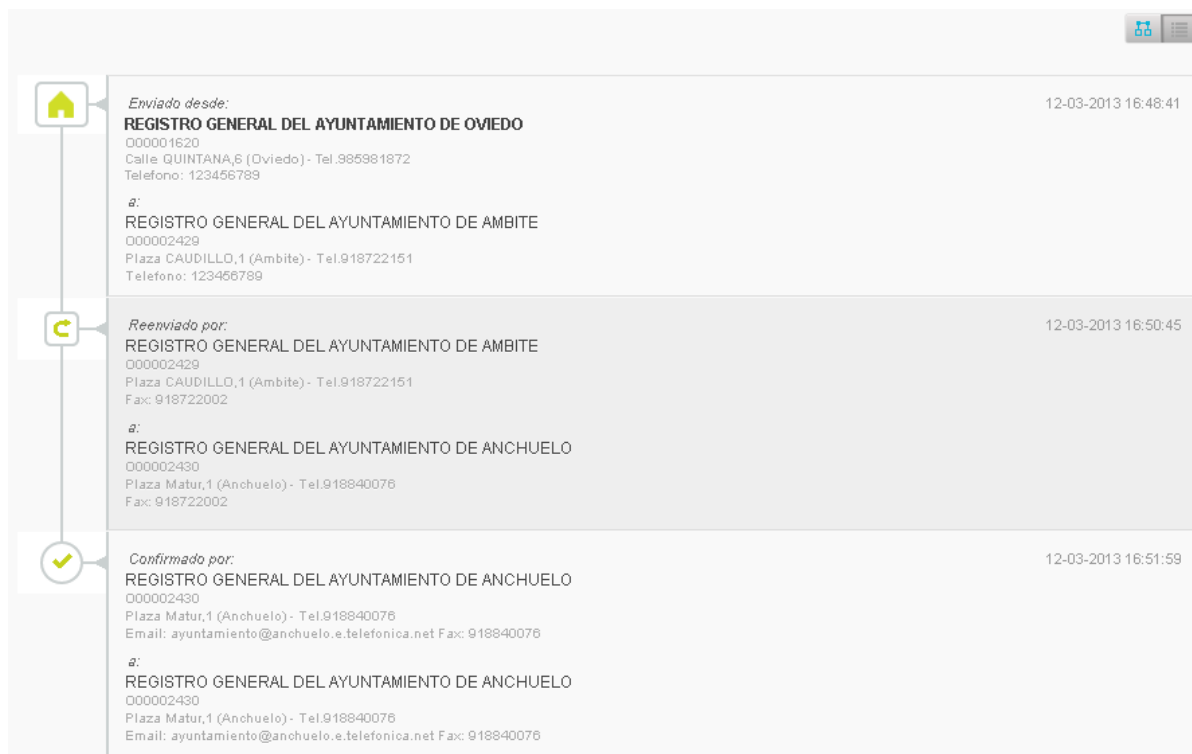 Enviado desde:
12-03-2013 16:48:41
REGISTRO GENERAL DEL AYUNTAMIENTO DE OVIEDO
O00001620
Calle QUINTANA,6 (Oviedo) - Tel.985981872
Telefono: 123456789
a:
REGISTRO GENERAL DEL AYUNTAMIENTO DE AMBITE
O00002429
Plaza CAUDILLO,1 (Ambite) - Tel.918722151
Telefono: 123456789
Reenviado por:
12-03-2013 16:50:45
REGISTRO GENERAL DEL AYUNTAMIENTO DE AMBITE
O00002429
Plaza CAUDILLO,1 (Ambite) - Tel.918722151
Fax: 918722002
a:
REGISTRO GENERAL DEL AYUNTAMIENTO DE ANCHUELO
O00002430
Plaza Matur,1 (Anchuelo) - Tel.918840076
Fax: 918722002
Confirmado por:
12-03-2013 16:51:59
REGISTRO GENERAL DEL AYUNTAMIENTO DE ANCHUELO
O00002430
Plaza Matur,1 (Anchuelo) - Tel.918840076
Email: ayuntamiento@anchuelo.e.telefonica.net Fax: 918840076
a:
REGISTRO GENERAL DEL AYUNTAMIENTO DE ANCHUELO
O00002430
Plaza Matur,1 (Anchuelo) - Tel.918840076
Email: ayuntamiento@anchuelo.e.telefonica.net Fax: 918840076